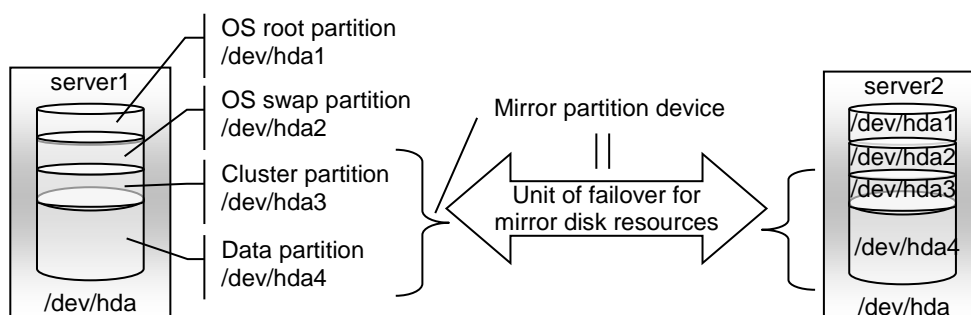 OS root partition
/dev/hda1
server1
OS swap partition
/dev/hda2
Cluster partition
/dev/hda3
Data partition
/dev/hda4
/dev/hda
Mirror partition device
||
Unit of failover for
mirror disk resources
server2
/dev/hda1
/dev/hda2
/dev/hda3
/dev/hda4
/dev/hda